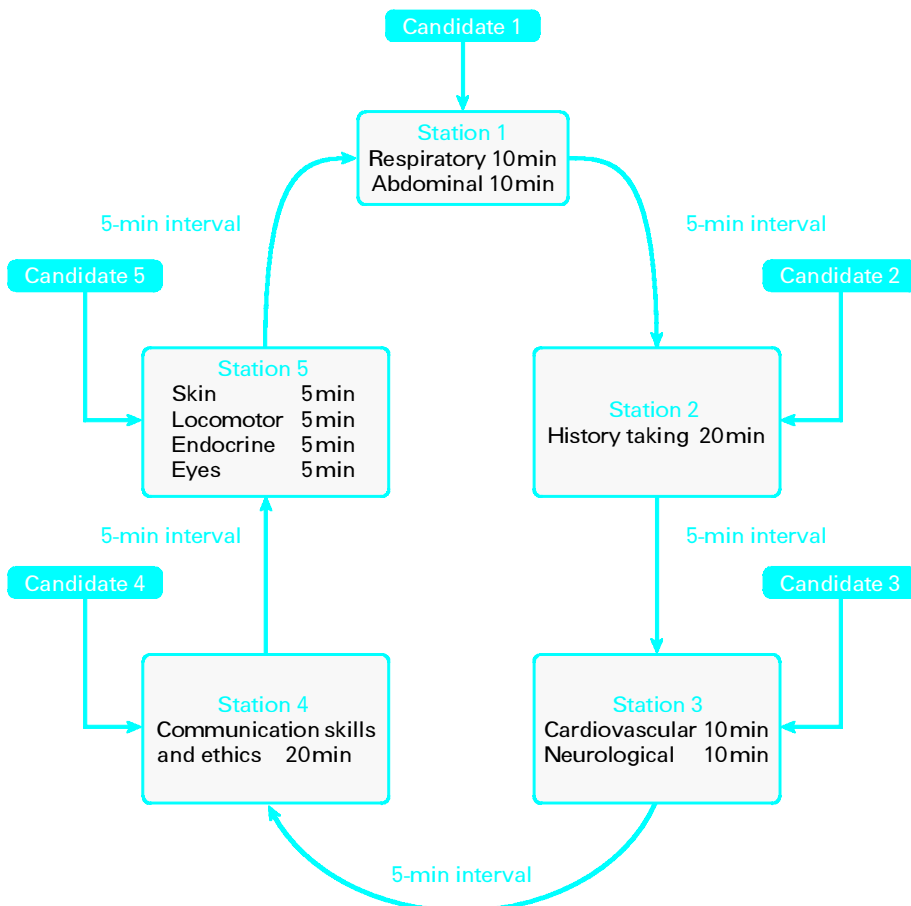 Candidate 1
Station 1
Respiratory 10 min
Abdominal 10 min
5-min interval
5-min interval
Candidate 5
Candidate 2
Station 5
Skin 5 min
Locomotor 5 min
Endocrine 5 min
Eyes 5 min
Station 2
History taking 20 min
5-min interval
5-min interval
Candidate 4
Candidate 3
Station 4
Communication skills
and ethics 20 min
Station 3
Cardiovascular 10 min
Neurological 10 min
5-min interval